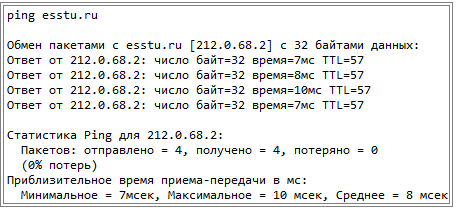 ping esstu.ru
Обмен пакетами с esstu.ru [212.0.68.2] с 32 байтами данных:
Ответ от 212.0.68.2: число байт=32 время=7мс TTL=57
Ответ от 212.0.68.2: число байт=32 время=8мс TTL=57
Ответ от 212.0.68.2: число байт=32 время=10мс TTL=57
Ответ от 212.0.68.2: число байт=32 время=7мс TTL=57
Статистика Ping для 212.0.68.2:
Пакетов: отправлено = 4, получено = 4, потеряно = 0
(0% потерь)
Приблизительное время приема-передачи в мс:
Минимальное = 7мсек, Максимальное = 10 мсек, Среднее = 8 мсек